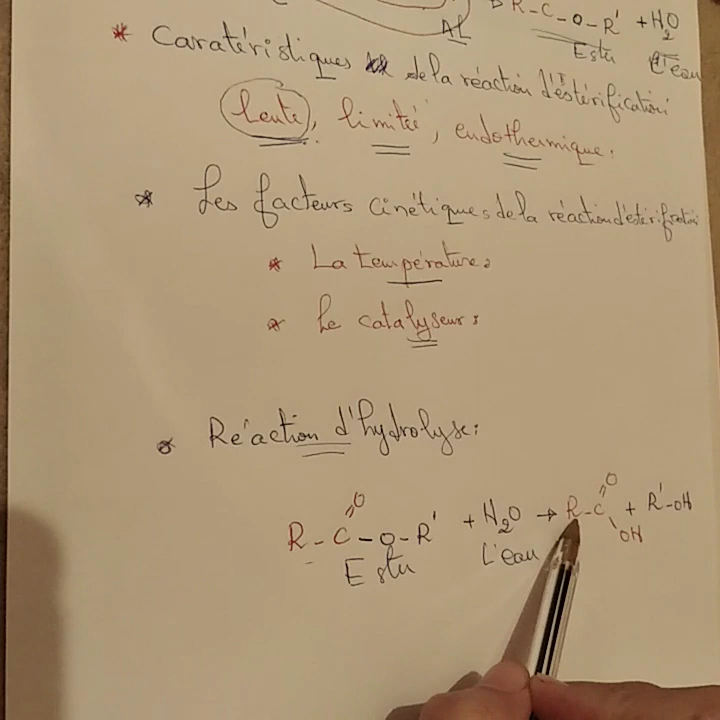 R-C-O-R' + H2O
Al
Ester
l'eau
* Caratéristiques de la réaction d'estérification
lente, limitée, endothermique.
* Les facteurs cinétiques de la réaction d'estérification
* La température:
* Le catalyseur:
Réaction d'hydrolyse:
R-C(=O)-O-R' + H2O → R-C(=O)-OH + R'-OH
Ester L'eau